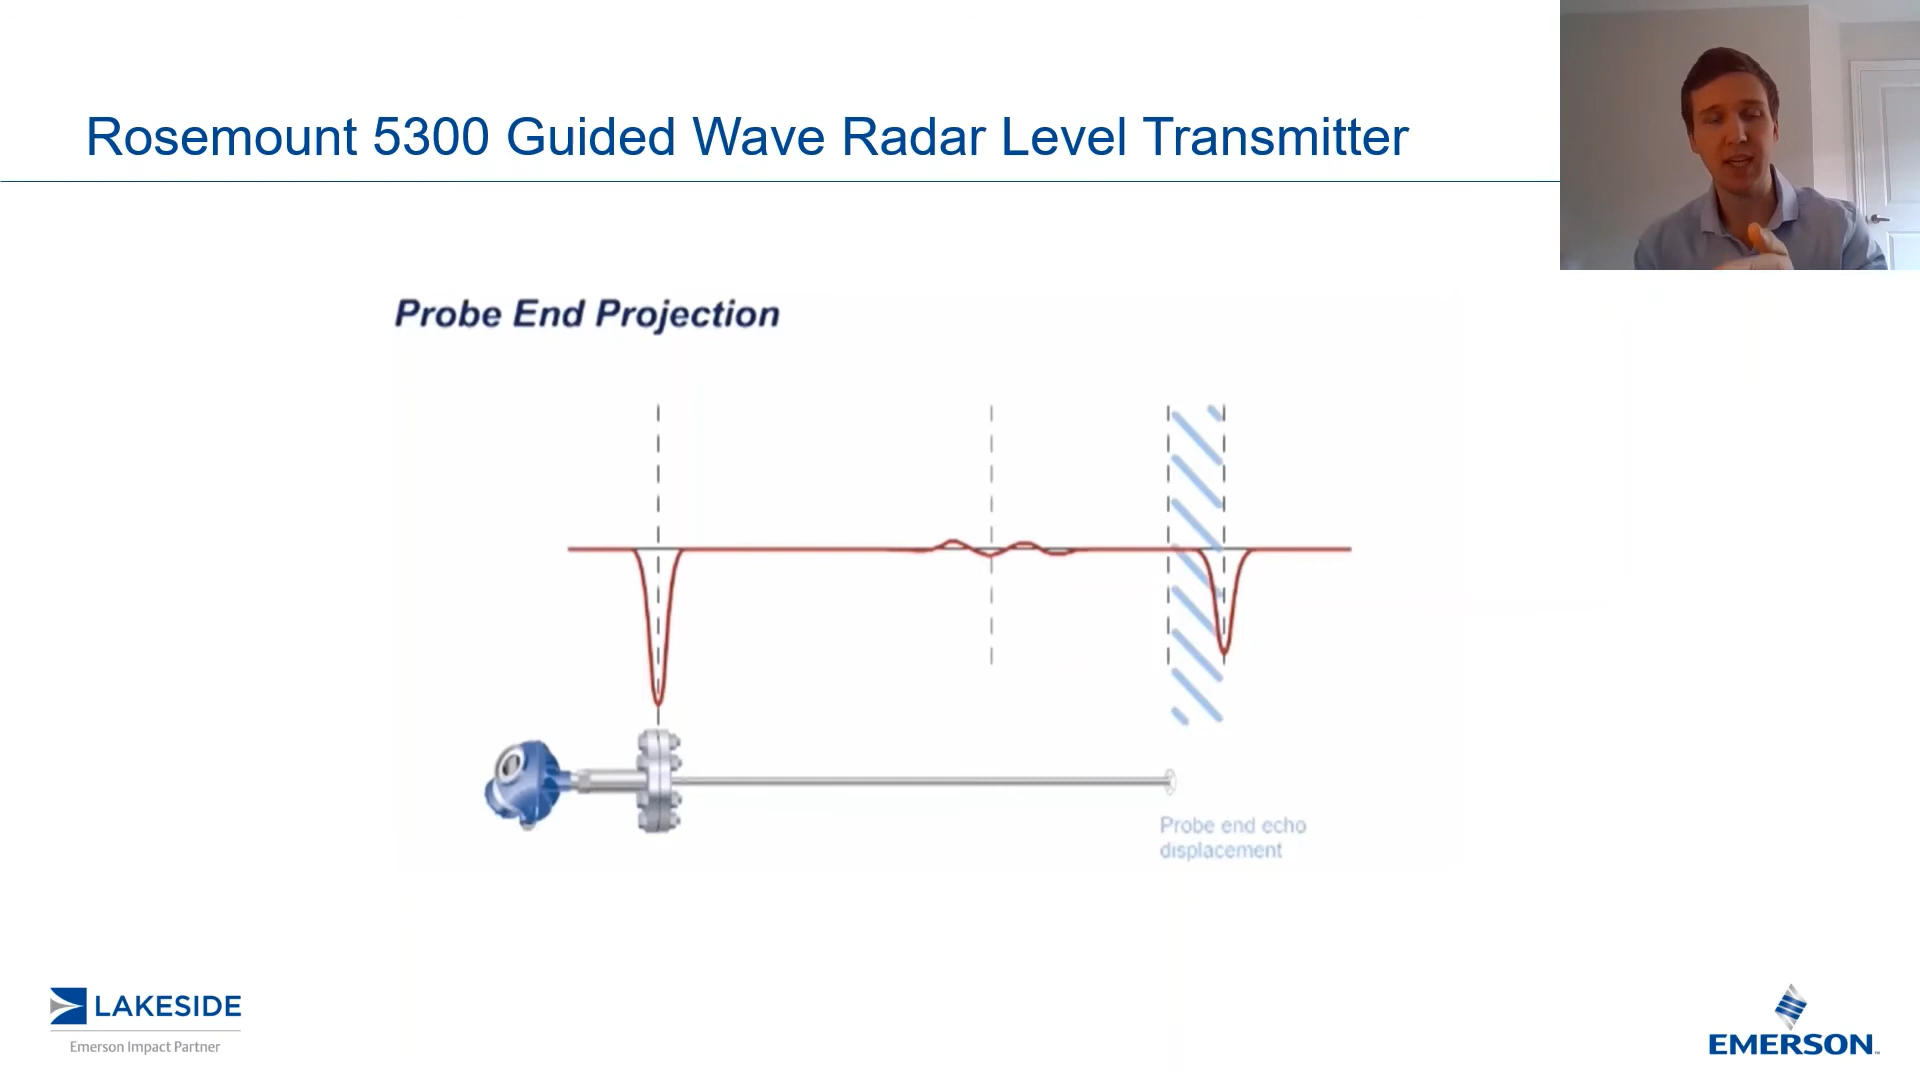 Rosemount 5300 Guided Wave Radar Level Transmitter
Probe End Projection
Probe end echo
displacement
LAKESIDE
Emerson Impact Partner
EMERSON